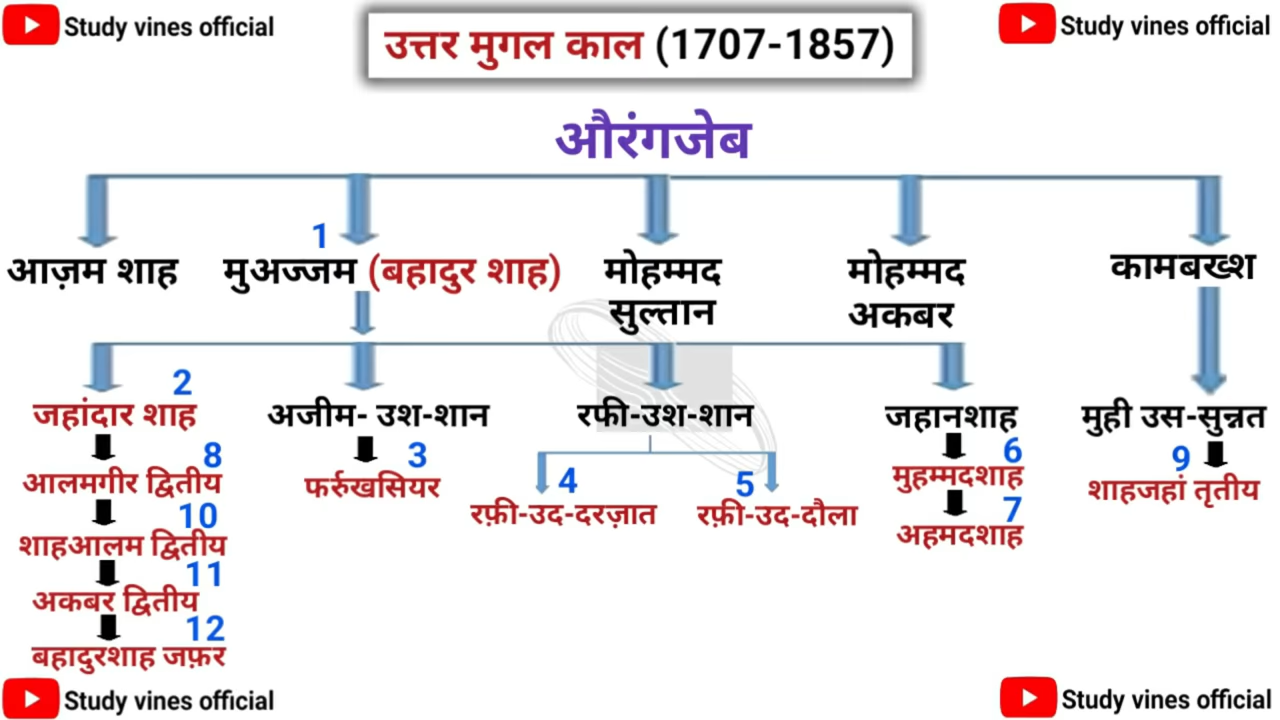 Study vines official
उत्तर मुगल काल (1707-1857)
Study vines official
औरंगजेब
आज़म शाह
1
मुअज्जम (बहादुर शाह)
मोहम्मद
सुल्तान
मोहम्मद
अकबर
कामबख्श
2
जहांदार शाह
अजीम- उश-शान
रफी-उश-शान
जहानशाह
मुही उस-सुन्नत
8
आलमगीर द्वितीय
3
फर्रुखसियर
4
रफ़ी-उद-दरज़ात
5
रफ़ी-उद-दौला
6
मुहम्मदशाह
9
शाहजहां तृतीय
10
शाहआलम द्वितीय
7
अहमदशाह
11
अकबर द्वितीय
12
बहादुरशाह जफ़र
Study vines official
Study vines official